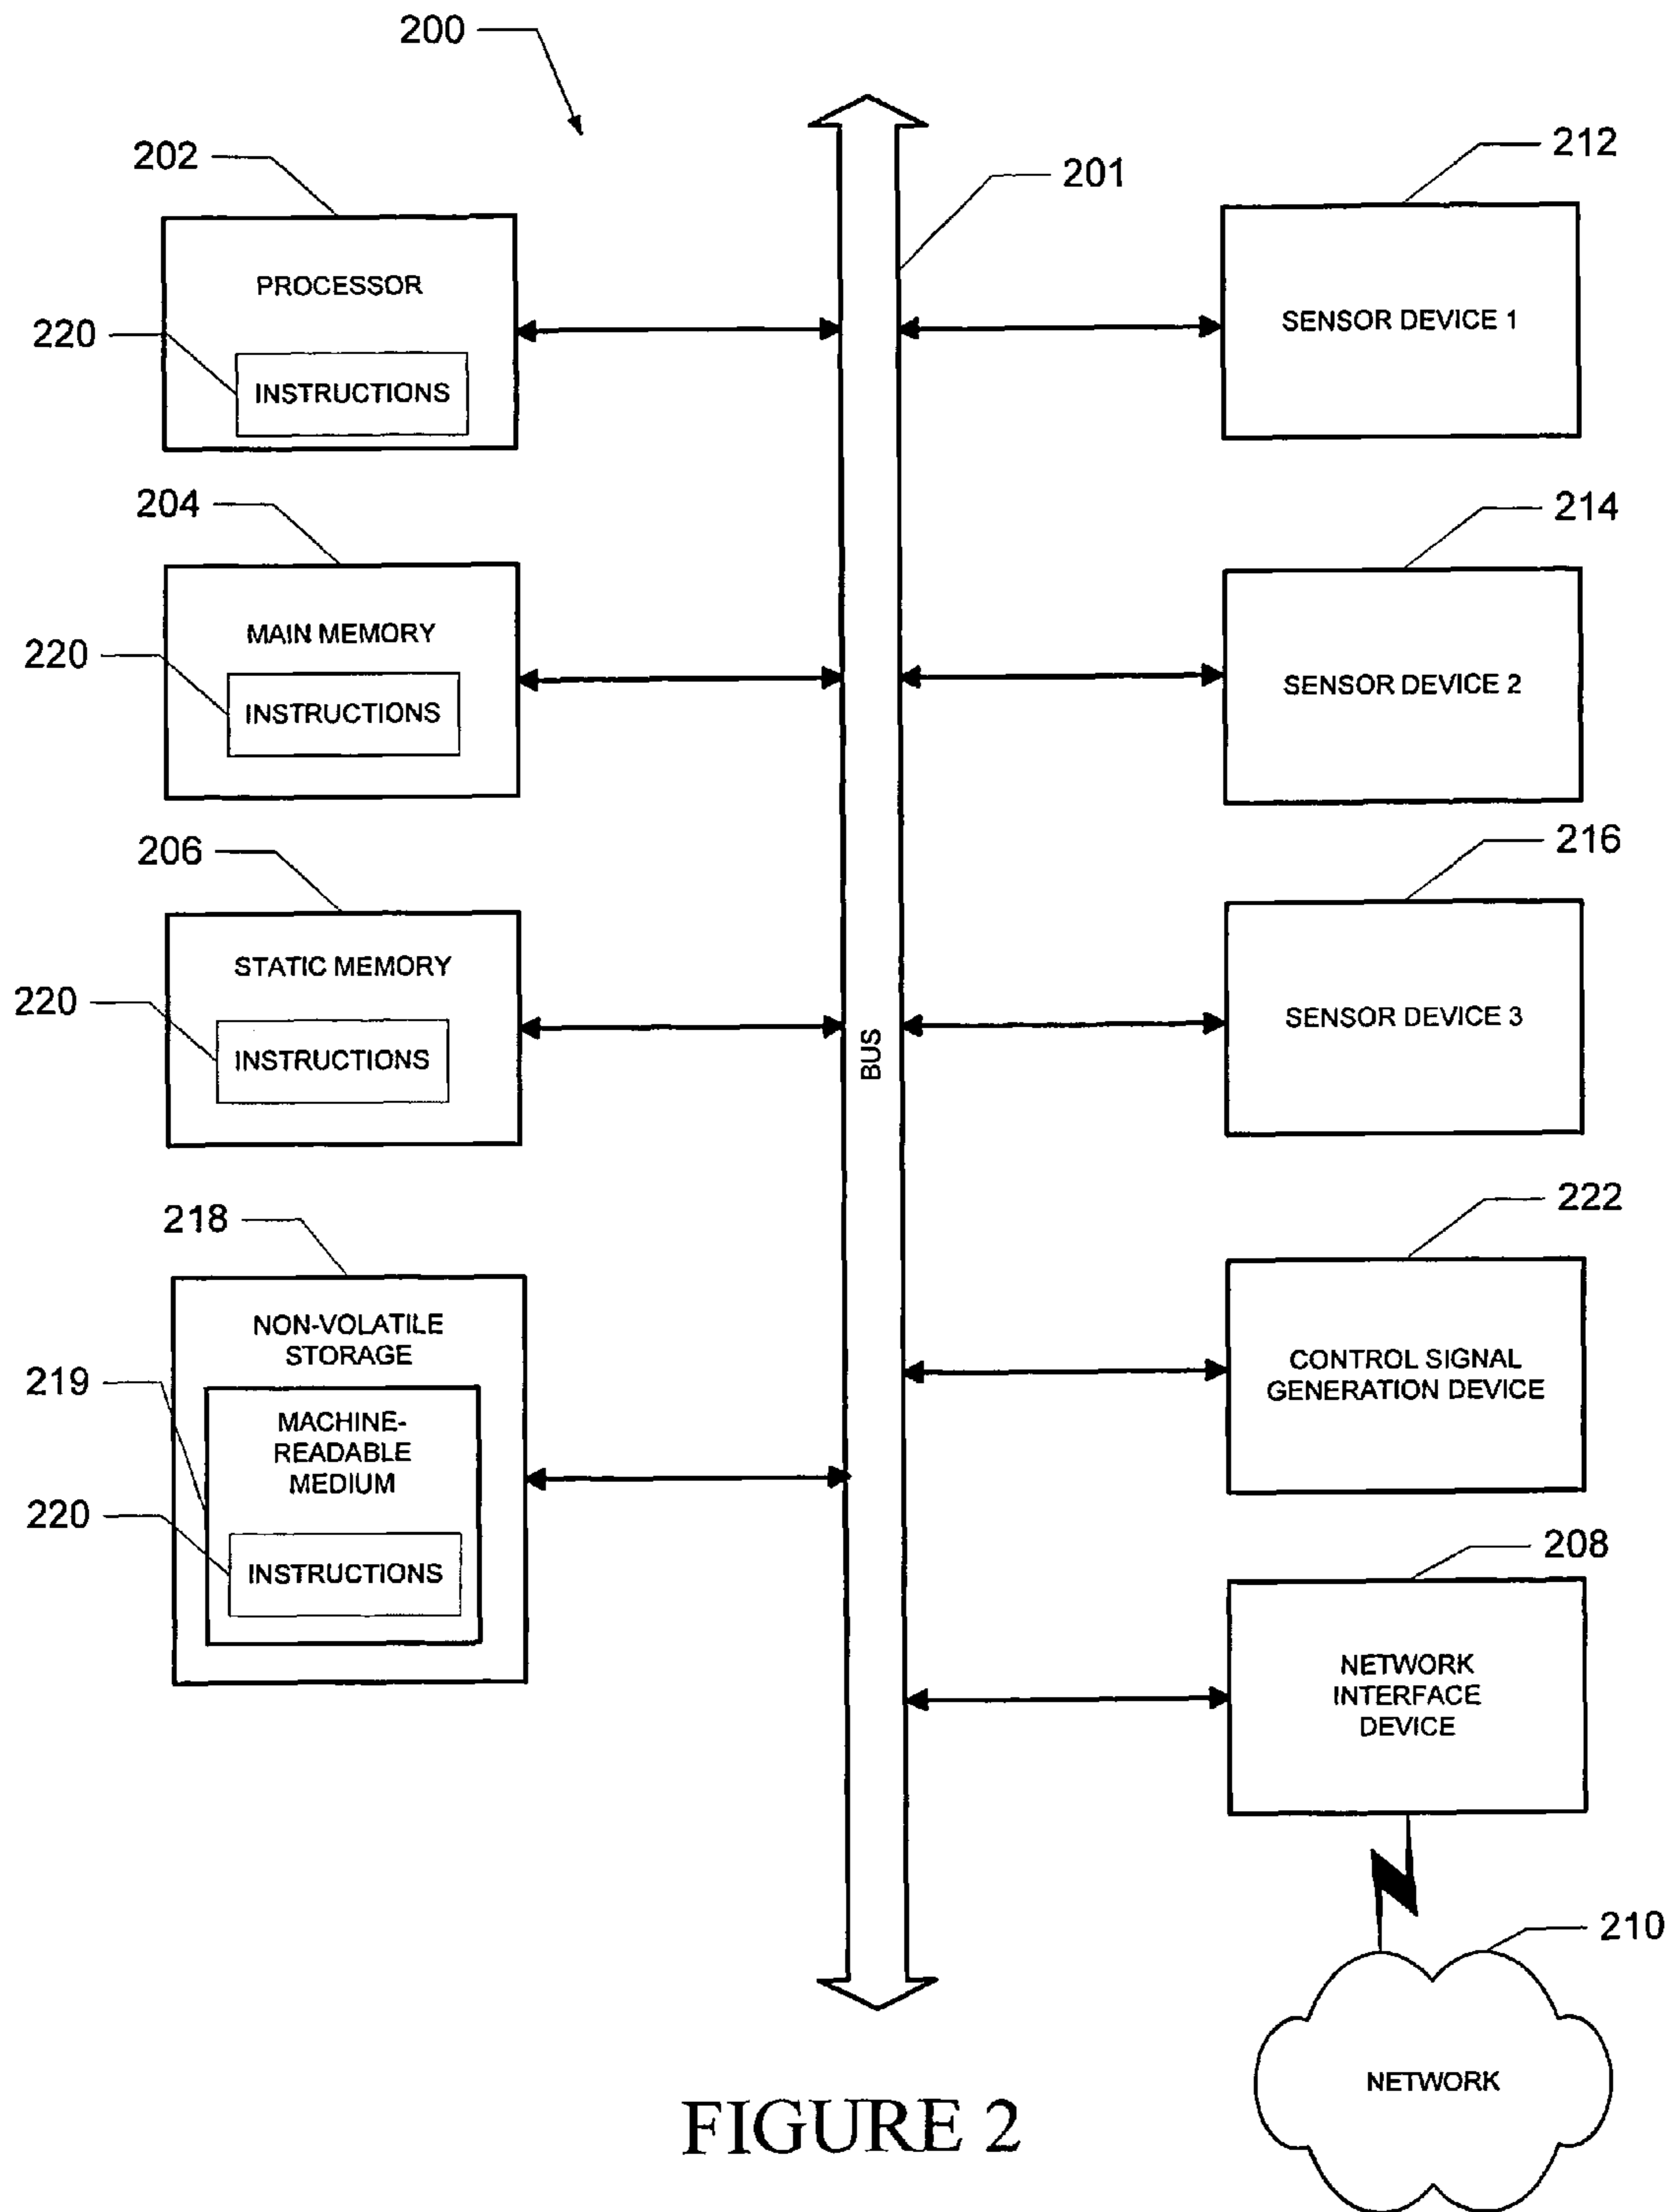 200
202
201
212
PROCESSOR
220
INSTRUCTIONS
SENSOR DEVICE 1
204
214
MAIN MEMORY
220
INSTRUCTIONS
SENSOR DEVICE 2
206
216
STATIC MEMORY
220
INSTRUCTIONS
BUS
SENSOR DEVICE 3
218
222
NON-VOLATILE
STORAGE
219
MACHINE-
READABLE
MEDIUM
220
INSTRUCTIONS
CONTROL SIGNAL
GENERATION DEVICE
208
NETWORK
INTERFACE
DEVICE
210
NETWORK
FIGURE 2